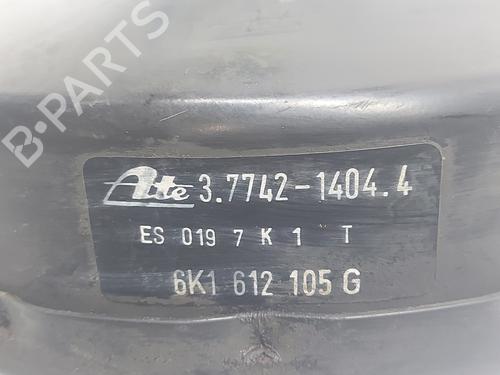 B-PARTS
Ate 3.7742-1404.4
ES 019 7 K 1 T
6K1 612 105 G